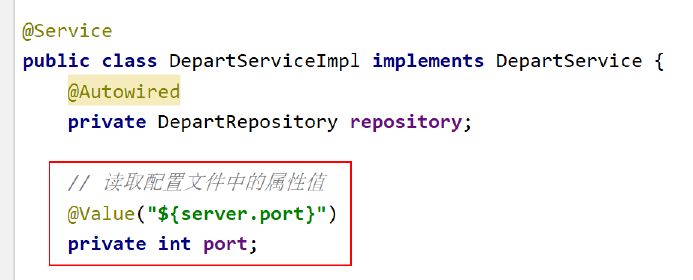 @Service
public class DepartServiceImpl implements DepartService {
@Autowired
private DepartRepository repository;
// 读取配置文件中的属性值
@Value("${server.port}")
private int port;